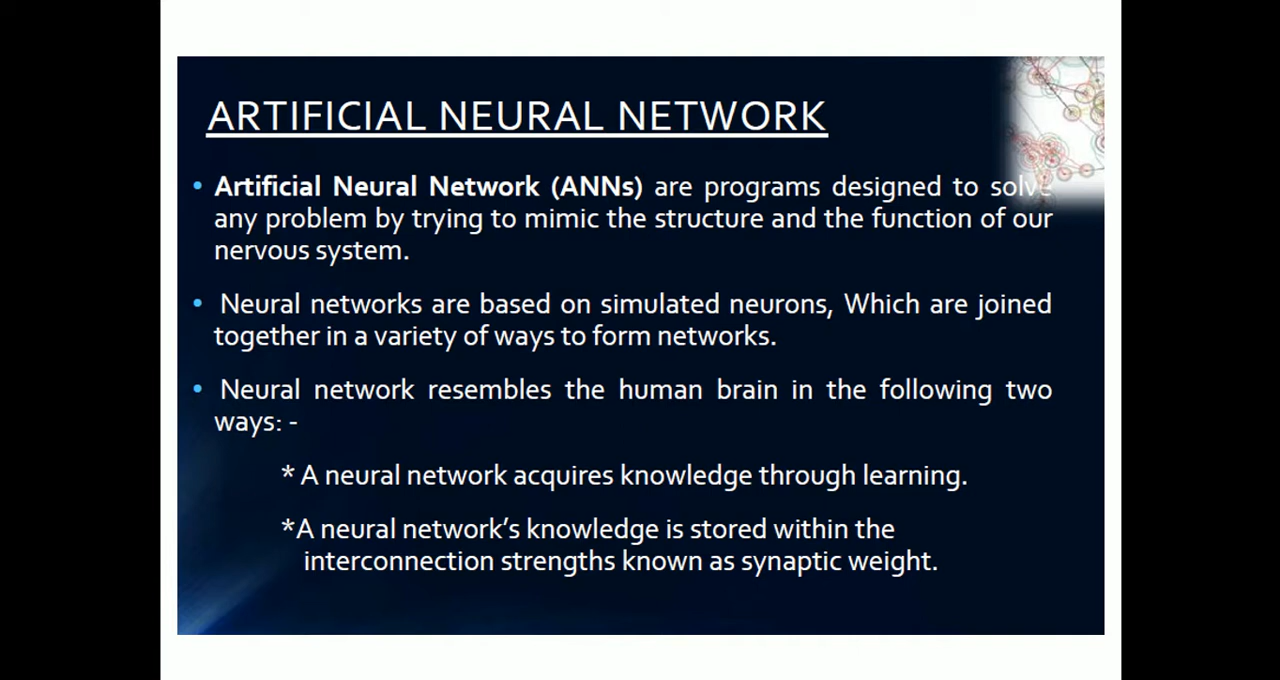 ARTIFICIAL NEURAL NETWORK
• Artificial Neural Network (ANNs) are programs designed to solve
any problem by trying to mimic the structure and the function of our
nervous system.
• Neural networks are based on simulated neurons, Which are joined
together in a variety of ways to form networks.
• Neural network resembles the human brain in the following two
ways: -
* A neural network acquires knowledge through learning.
*A neural network’s knowledge is stored within the
interconnection strengths known as synaptic weight.